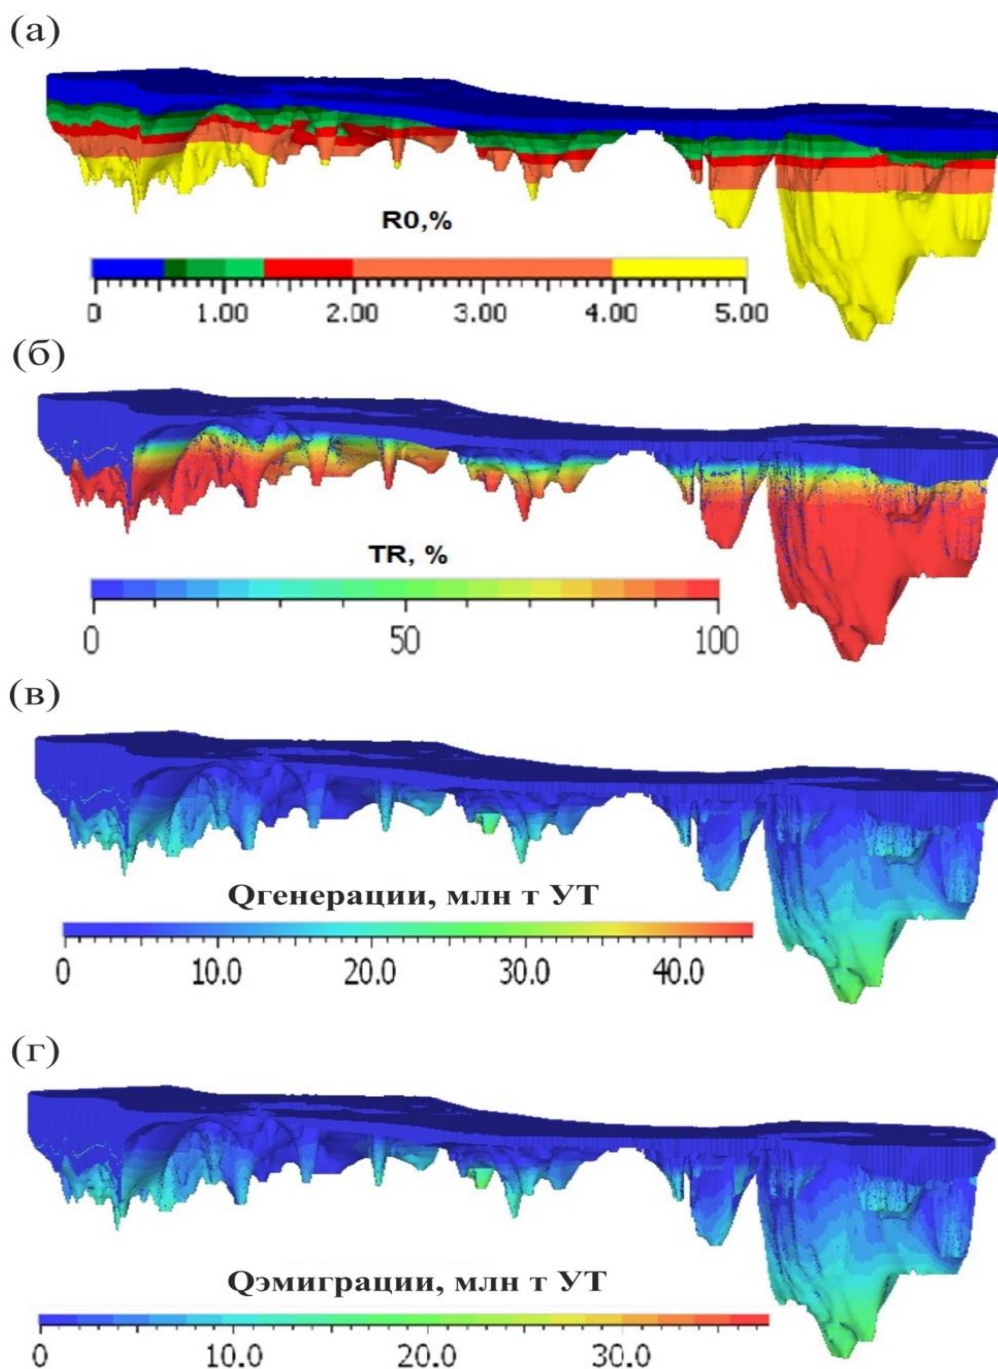 (а)
R0,%
0 1.00 2.00 3.00 4.00 5.00
(б)
TR, %
0 50 100
(в)
Qгенерации, млн т УТ
0 10.0 20.0 30.0 40.0
(г)
Qэмиграции, млн т УТ
0 10.0 20.0 30.0